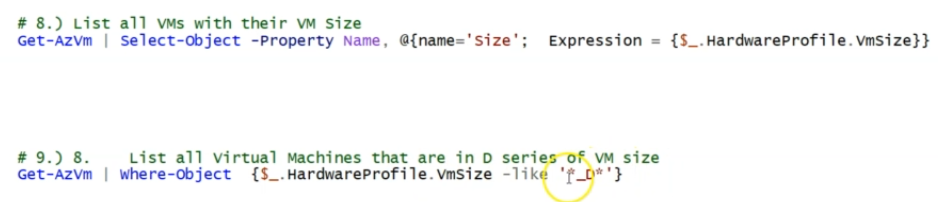 # 8.) List all VMs with their VM Size
Get-AzVm | Select-Object -Property Name, @{name='Size';  Expression = {$_.HardwareProfile.VmSize}}
# 9.) 8.    List all Virtual Machines that are in D series of VM size
Get-AzVm | Where-Object  {$_.HardwareProfile.VmSize -like '*_D*'}